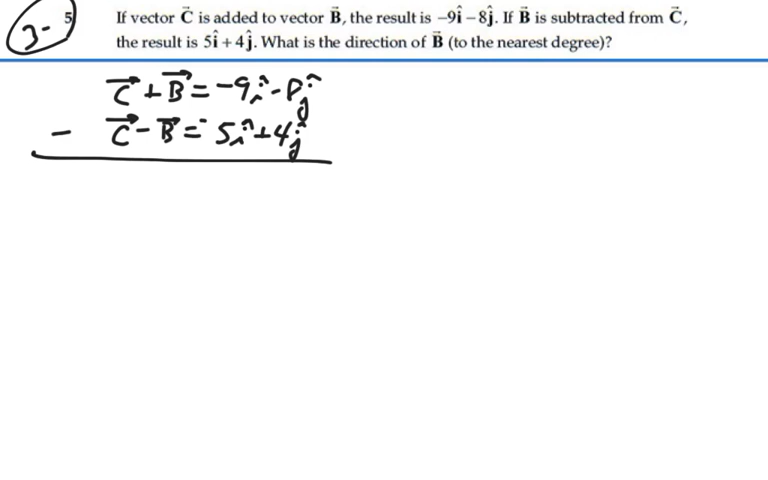 3- 5 If vector C⃗ is added to vector B⃗, the result is −9î − 8ĵ. If B⃗ is subtracted from C⃗,
the result is 5î + 4ĵ. What is the direction of B⃗ (to the nearest degree)?
C⃗ + B⃗ = -9î - 8ĵ
- C⃗ - B⃗ = 5î + 4ĵ